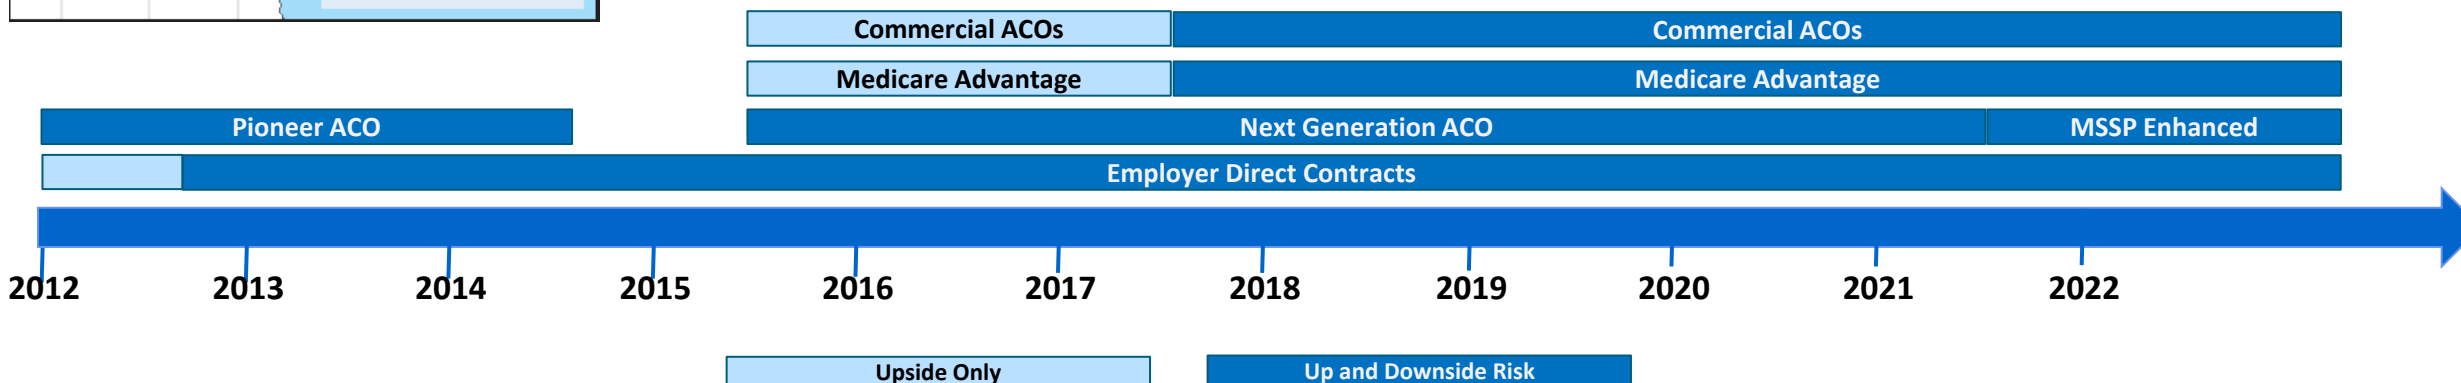 Commercial ACOs Commercial ACOs
Medicare Advantage Medicare Advantage
Pioneer ACO Next Generation ACO MSSP Enhanced
Employer Direct Contracts
2012 2013 2014 2015 2016 2017 2018 2019 2020 2021 2022
Upside Only Up and Downside Risk